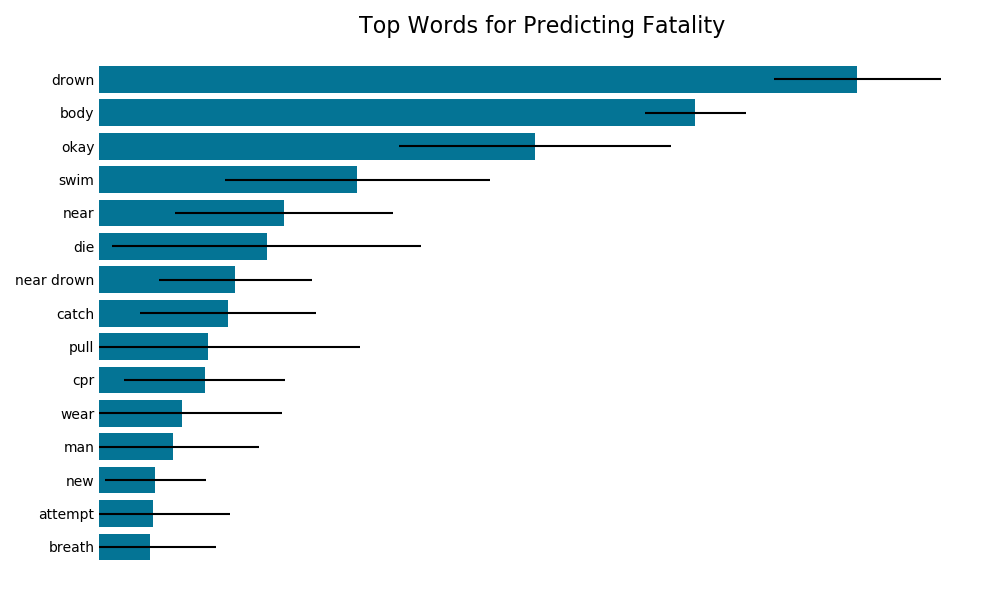 Top Words for Predicting Fatality
drown
body
okay
swim
near
die
near drown
catch
pull
cpr
wear
man
new
attempt
breath